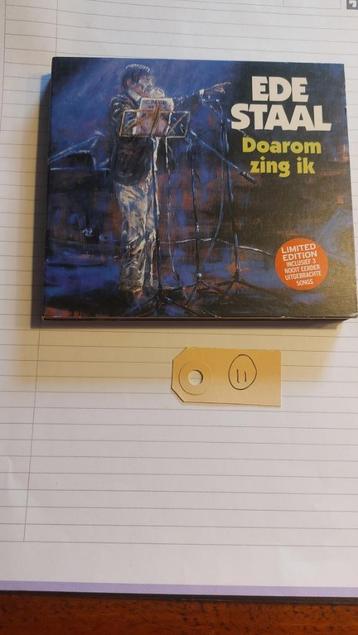 EDE
STAAL
Doarom
zing ik
LIMITED
EDITION
INCLUSIEF 3
NOOIT EERDER
UITGEBRACHTE
SONGS
11